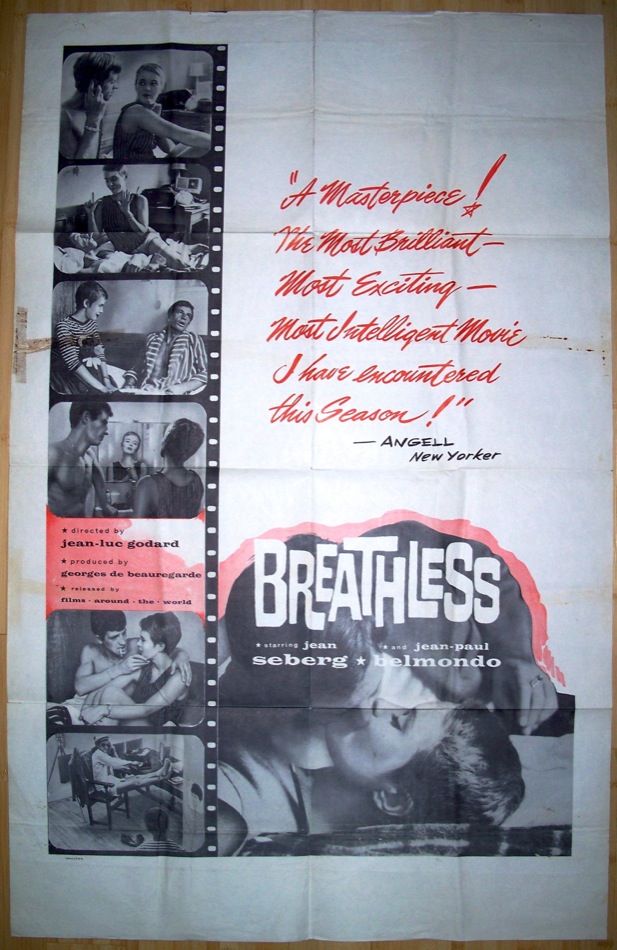 "A Masterpiece!
The Most Brilliant—
Most Exciting—
Most Intelligent Movie
I have encountered
this Season!"
— ANGELL
New Yorker
★ directed by
jean-luc godard
★ produced by
georges de beauregarde
★ released by
films · around · the · world
BREATHLESS
★ starring jean
seberg
★ and jean-paul
★ belmondo